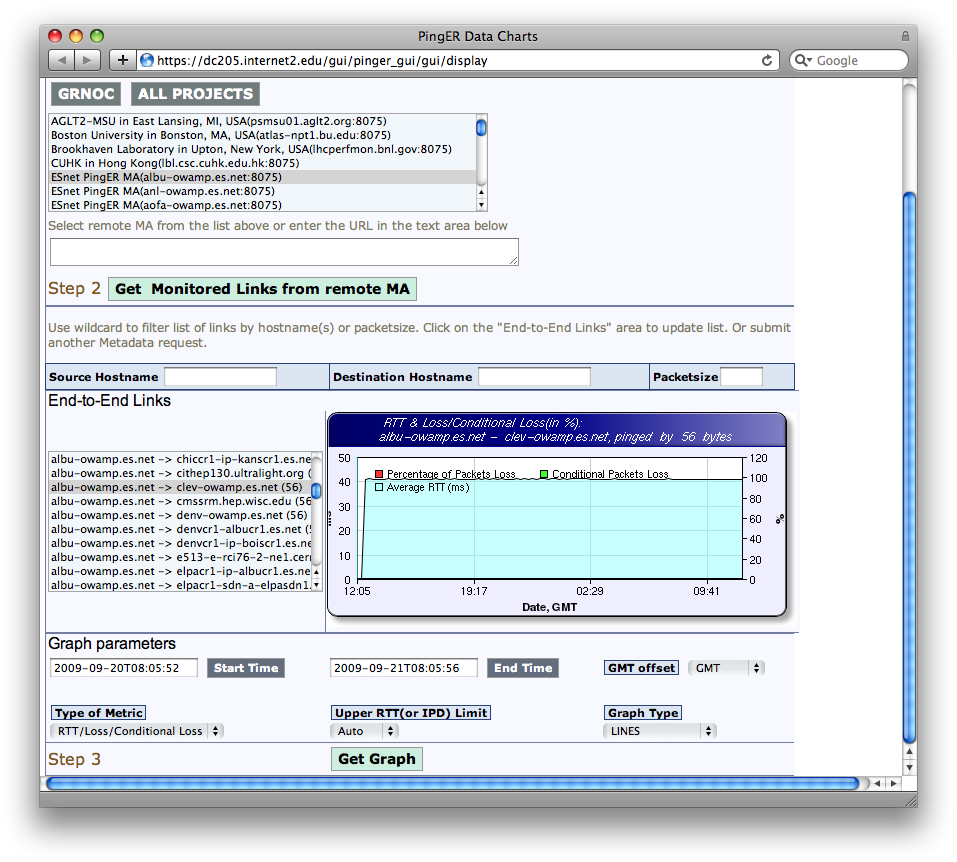 PingER Data Charts
https://dc205.internet2.edu/gui/pinger_gui/gui/display
Google
GRNOC ALL PROJECTS
AGLT2-MSU in East Lansing, MI, USA(psmsu01.aglt2.org:8075)
Boston University in Bonston, MA, USA(atlas-npt1.bu.edu:8075)
Brookhaven Laboratory in Upton, New York, USA(lhcperfmon.bnl.gov:8075)
CUHK in Hong Kong(lbl.csc.cuhk.edu.hk:8075)
ESnet PingER MA(albu-owamp.es.net:8075)
ESnet PingER MA(anl-owamp.es.net:8075)
ESnet PingER MA(aofa-owamp.es.net:8075)
Select remote MA from the list above or enter the URL in the text area below
Step 2 Get Monitored Links from remote MA
Use wildcard to filter list of links by hostname(s) or packetsize. Click on the "End-to-End Links" area to update list. Or submit
another Metadata request.
Source Hostname Destination Hostname Packetsize
End-to-End Links
albu-owamp.es.net -> chiccr1-ip-kanscr1.es.ne
albu-owamp.es.net -> cithep130.ultralight.org (
albu-owamp.es.net -> clev-owamp.es.net (56)
albu-owamp.es.net -> cmssrm.hep.wisc.edu (56
albu-owamp.es.net -> denv-owamp.es.net (56)
albu-owamp.es.net -> denvcr1-albucr1.es.net (5
albu-owamp.es.net -> denvcr1-ip-boiscr1.es.ne
albu-owamp.es.net -> e513-e-rci76-2-ne1.cern
albu-owamp.es.net -> elpacr1-ip-albucr1.es.ne
albu-owamp.es.net -> elpacr1-sdn-a-elpasdn1.
RTT & Loss/Conditional Loss(in %):
albu-owamp.es.net - clev-owamp.es.net, pinged by 56 bytes
Percentage of Packets Loss Conditional Packets Loss
Average RTT (ms)
50
40
30
20
10
0
ms
120
100
80
60
40
20
0
%
12:05 19:17 02:29 09:41
Date, GMT
Graph parameters
2009-09-20T08:05:52 Start Time 2009-09-21T08:05:56 End Time GMT offset GMT
Type of Metric Upper RTT(or IPD) Limit Graph Type
RTT/Loss/Conditional Loss Auto LINES
Step 3 Get Graph